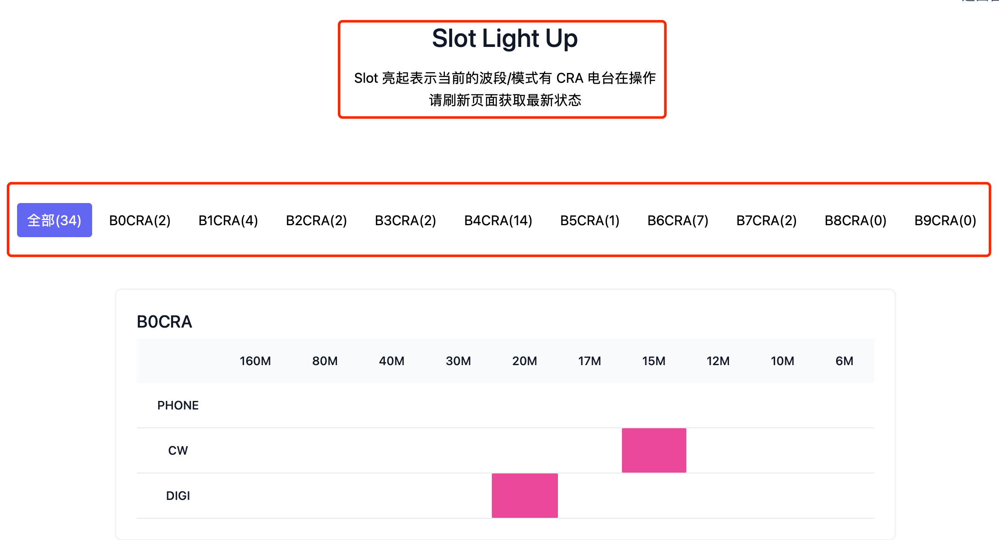 Slot Light Up
Slot 亮起表示当前的波段/模式有 CRA 电台在操作
请刷新页面获取最新状态
全部(34) B0CRA(2) B1CRA(4) B2CRA(2) B3CRA(2) B4CRA(14) B5CRA(1) B6CRA(7) B7CRA(2) B8CRA(0) B9CRA(0)
B0CRA
160M 80M 40M 30M 20M 17M 15M 12M 10M 6M
PHONE
CW
DIGI